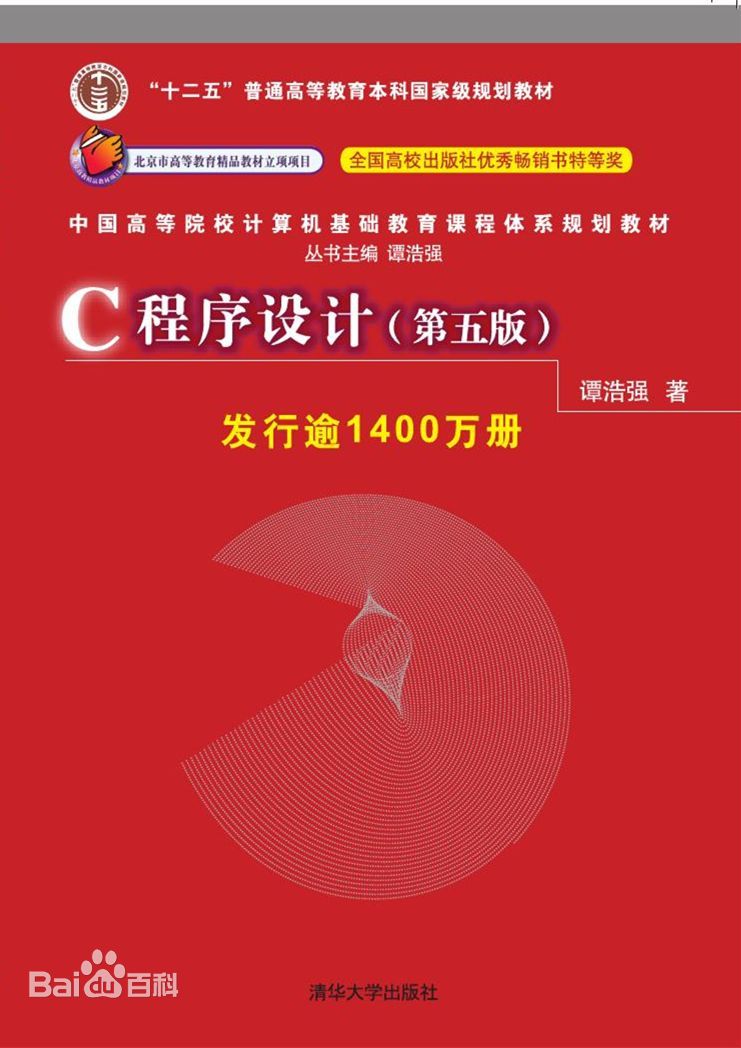 十二五
“十二五”普通高等教育本科国家级规划教材
北京市高等教育精品教材立项项目
全国高校出版社优秀畅销书特等奖
中国高等院校计算机基础教育课程体系规划教材
丛书主编 谭浩强
C程序设计（第五版）
谭浩强 著
发行逾1400万册
Bai du 百科
清华大学出版社